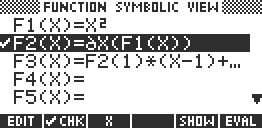 FUNCTION SYMBOLIC VIEW
F1(X)=X²
✓F2(X)=∂X(F1(X))
F3(X)=F2(1)*(X-1)+…
F4(X)=
F5(X)=
EDIT ✓CHK X SHOW EVAL